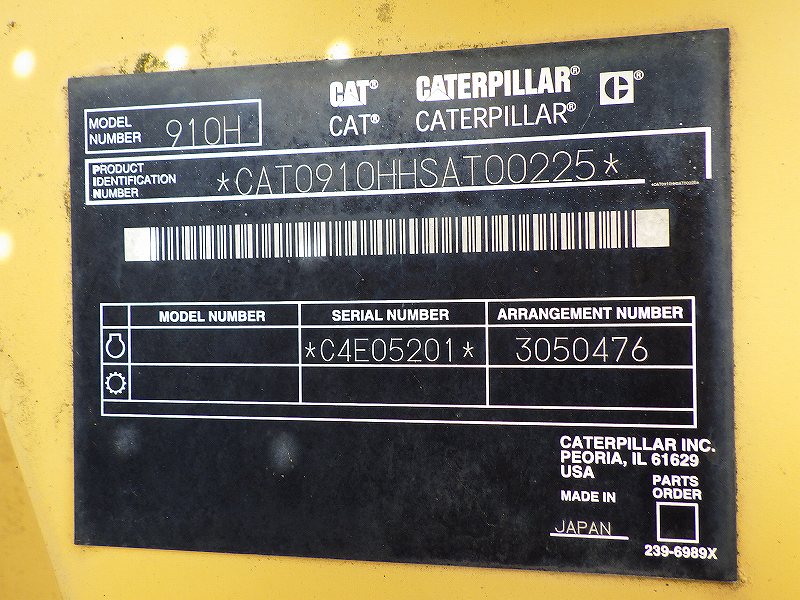 CAT® CATERPILLAR® C®
CAT® CATERPILLAR®
MODEL NUMBER 910H
PRODUCT IDENTIFICATION NUMBER *CAT0910HHSAT00225*
MODEL NUMBER SERIAL NUMBER ARRANGEMENT NUMBER
*C4E05201* 3050476
CATERPILLAR INC.
PEORIA, IL 61629
USA
MADE IN
JAPAN
PARTS
ORDER
239-6989X